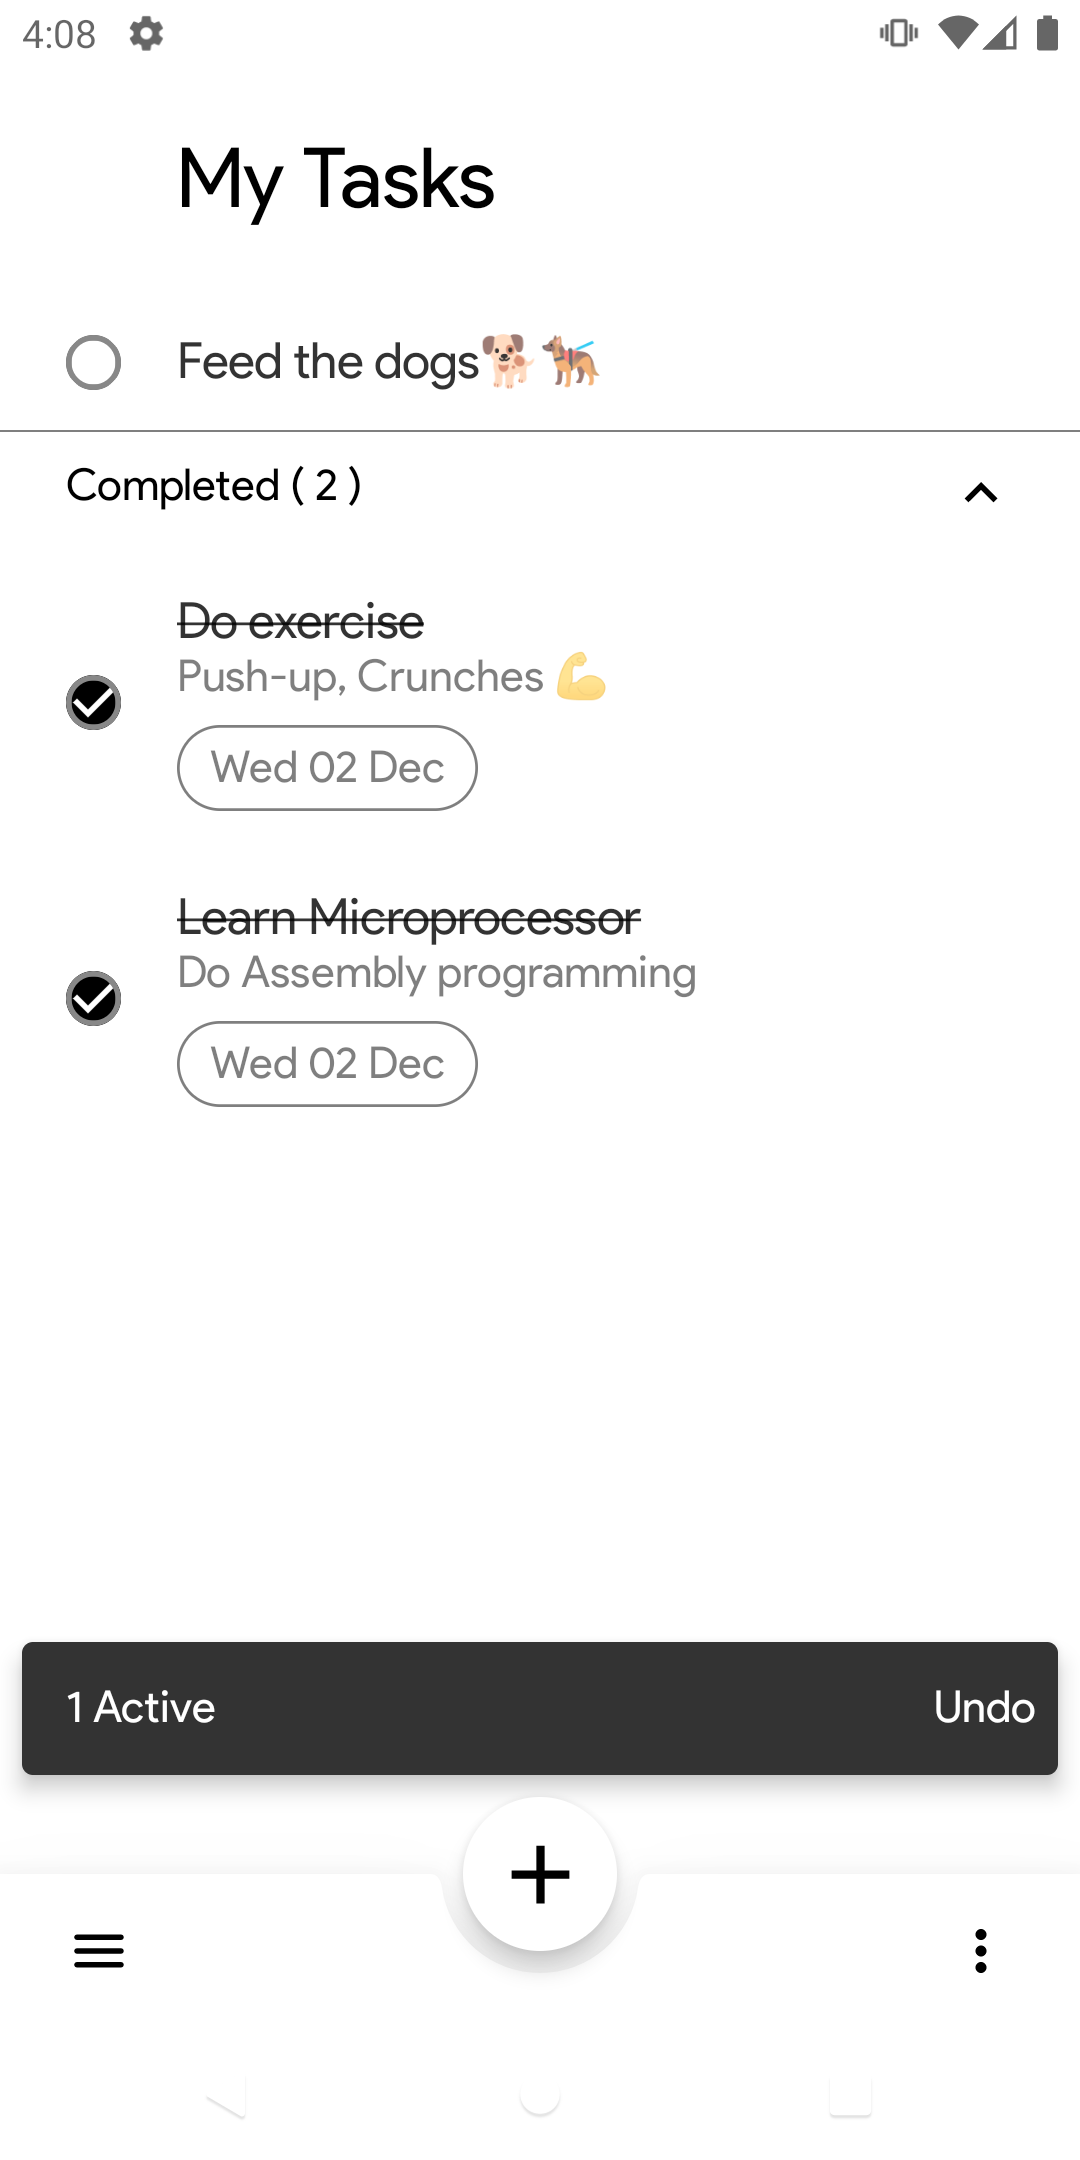 4:08
My Tasks
Feed the dogs🐕🐕‍🦺
Completed ( 2 )
Do exercise
Push-up, Crunches 💪
Wed 02 Dec
Learn Microprocessor
Do Assembly programming
Wed 02 Dec
1 Active Undo